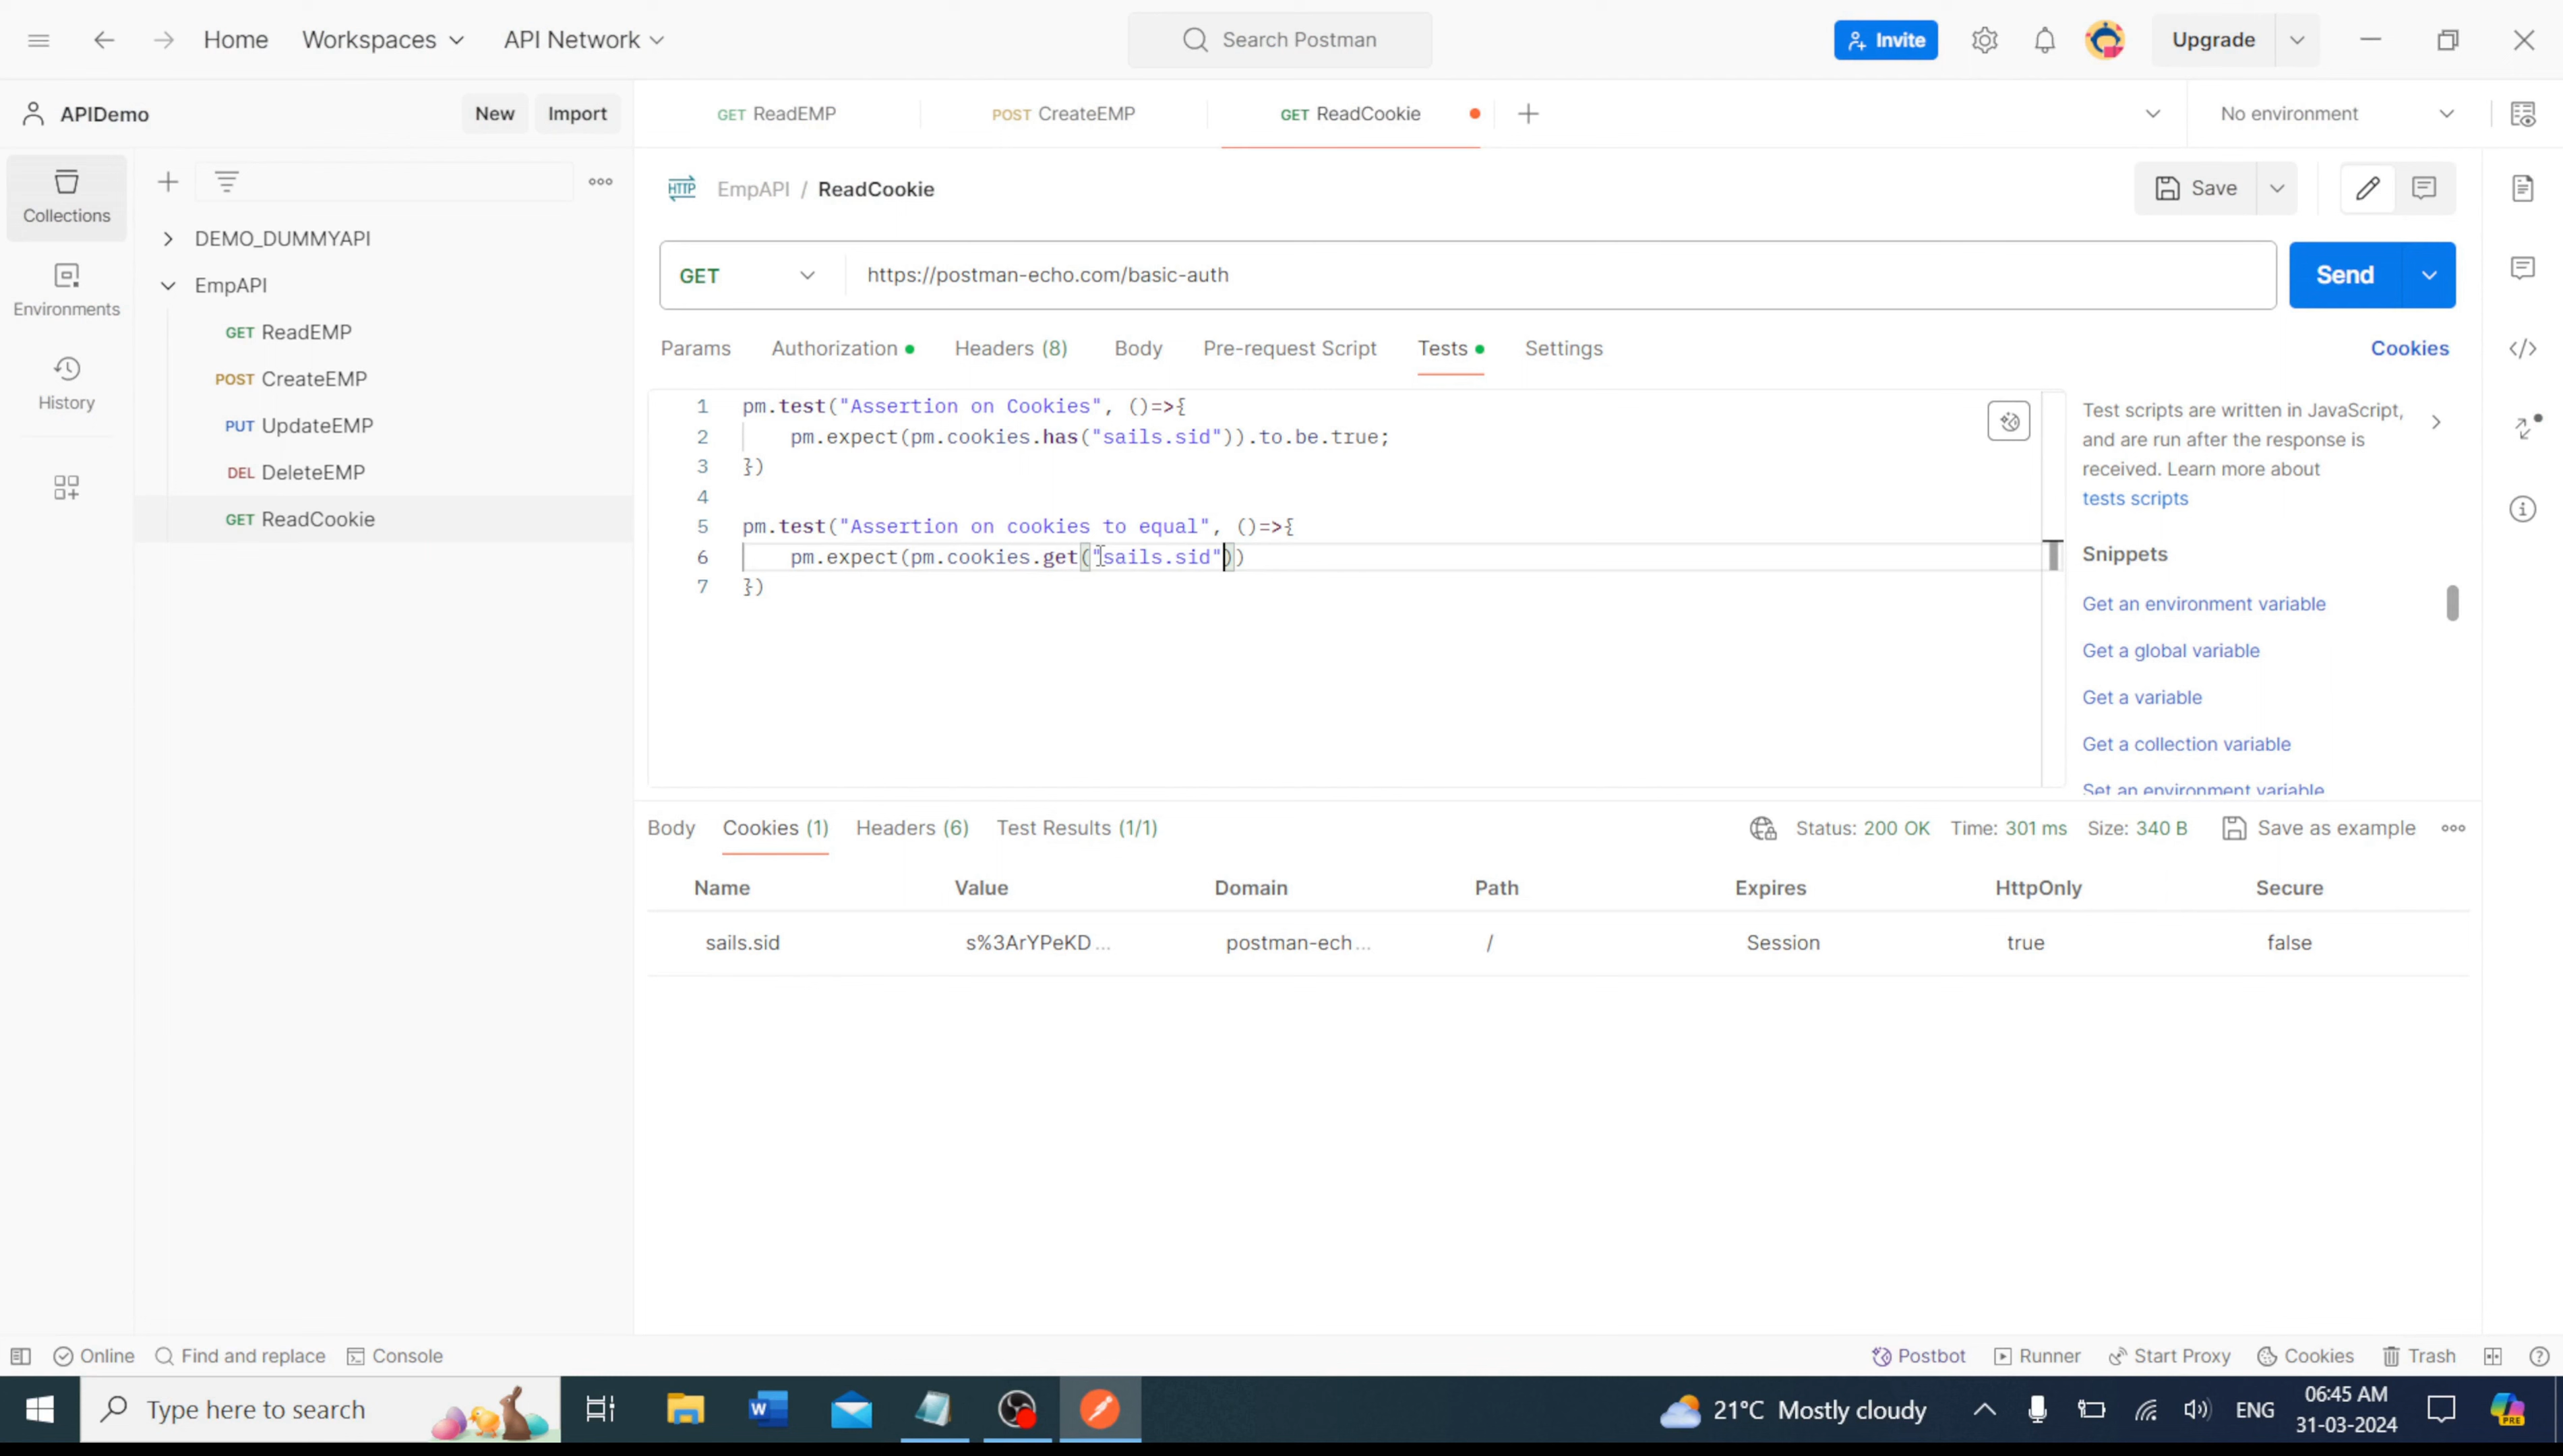 Home Workspaces API Network Search Postman Invite Upgrade
APIDemo New Import GET ReadEMP POST CreateEMP GET ReadCookie No environment
Collections
Environments
History
DEMO_DUMMYAPI
EmpAPI
GET ReadEMP
POST CreateEMP
PUT UpdateEMP
DEL DeleteEMP
GET ReadCookie
HTTP EmpAPI / ReadCookie Save
GET https://postman-echo.com/basic-auth Send
Params Authorization Headers (8) Body Pre-request Script Tests Settings Cookies
1 pm.test("Assertion on Cookies", ()=>{
2 pm.expect(pm.cookies.has("sails.sid")).to.be.true;
3 })
4
5 pm.test("Assertion on cookies to equal", ()=>{
6 pm.expect(pm.cookies.get("sails.sid"))
7 })
Test scripts are written in JavaScript,
and are run after the response is
received. Learn more about
tests scripts
Snippets
Get an environment variable
Get a global variable
Get a variable
Get a collection variable
Set an environment variable
Body Cookies (1) Headers (6) Test Results (1/1) Status: 200 OK Time: 301 ms Size: 340 B Save as example
Name Value Domain Path Expires HttpOnly Secure
sails.sid s%3ArYPeKD... postman-ech... / Session true false
Online Find and replace Console Postbot Runner Start Proxy Cookies Trash
Type here to search 21°C Mostly cloudy ENG 06:45 AM
31-03-2024
PRE